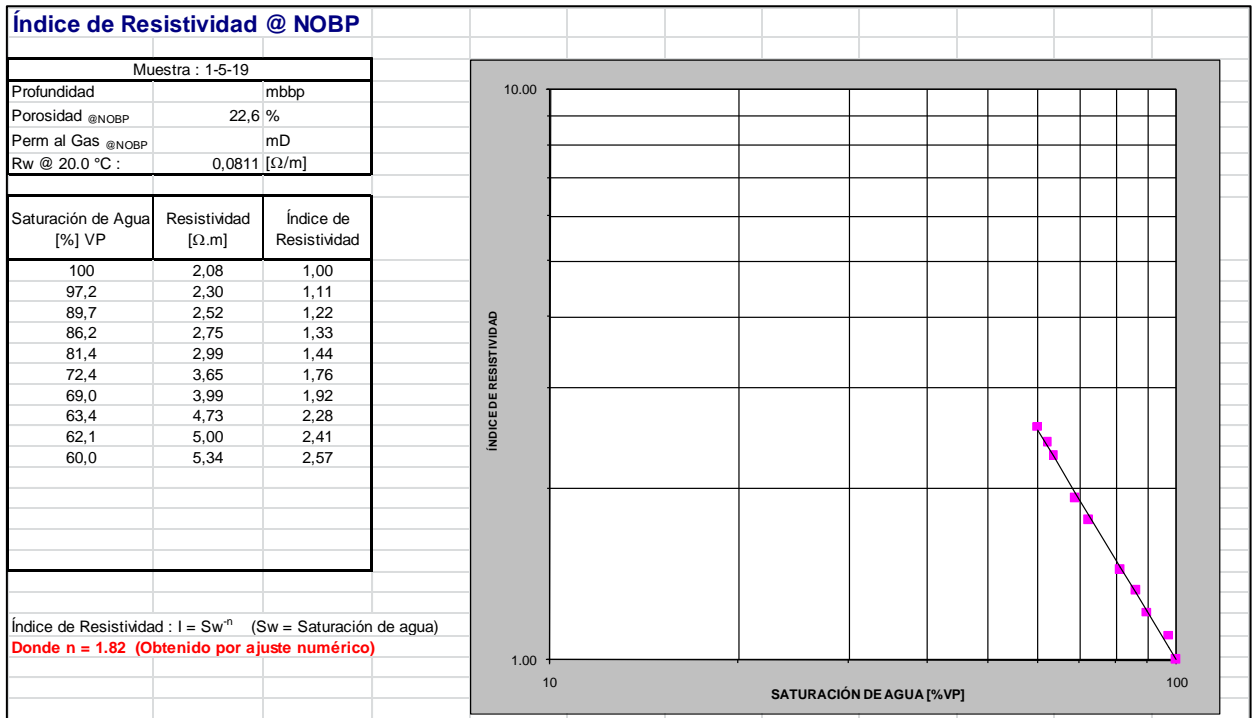 Índice de Resistividad @ NOBP
Muestra : 1-5-19
Profundidad mbbp
Porosidad @NOBP 22,6 %
Perm al Gas @NOBP mD
Rw @ 20.0 °C : 0,0811 [Ω/m]
Saturación de Agua Resistividad Índice de
[%] VP [Ω.m] Resistividad
100 2,08 1,00
97,2 2,30 1,11
89,7 2,52 1,22
86,2 2,75 1,33
81,4 2,99 1,44
72,4 3,65 1,76
69,0 3,99 1,92
63,4 4,73 2,28
62,1 5,00 2,41
60,0 5,34 2,57
Índice de Resistividad : I = Sw⁻ⁿ (Sw = Saturación de agua)
Donde n = 1.82 (Obtenido por ajuste numérico)
10.00
ÍNDICE DE RESISTIVIDAD
1.00
10
100
SATURACIÓN DE AGUA [%VP]